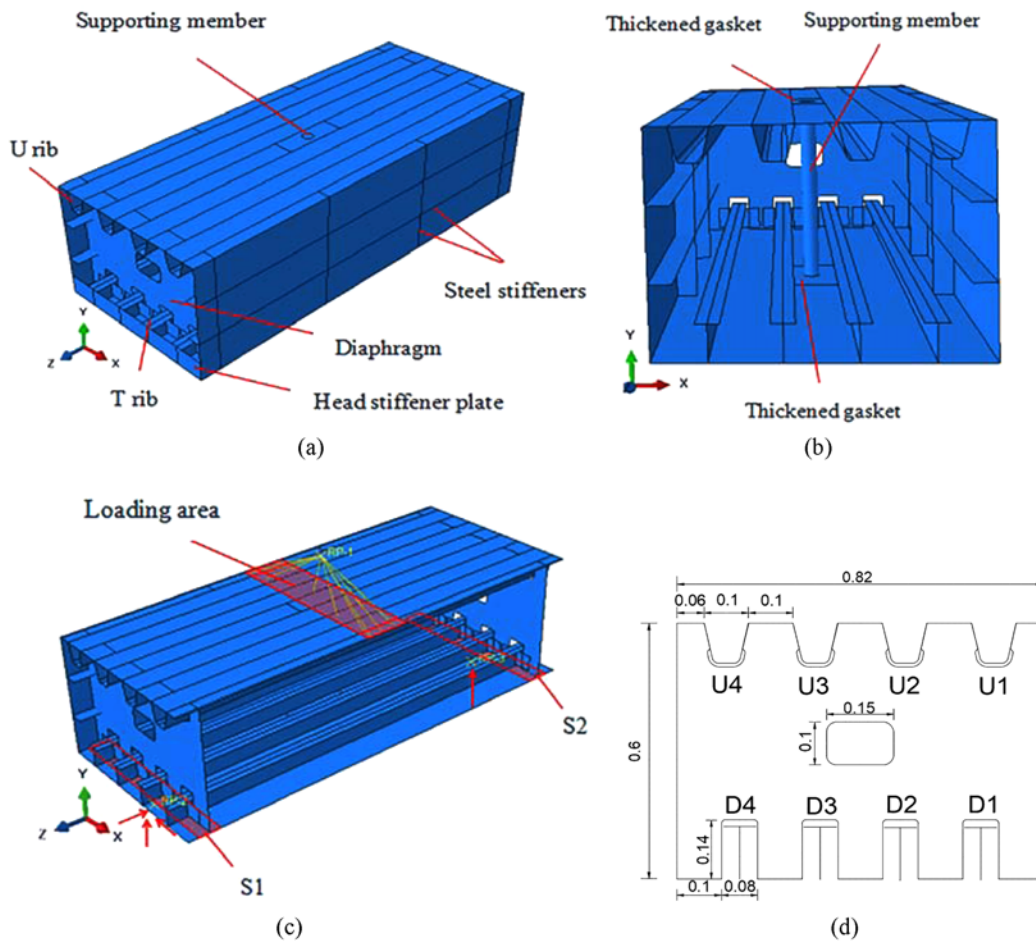 Supporting member
U rib
Steel stiffeners
Diaphragm
T rib
Head stiffener plate
Y
Z
X
(a)
Thickened gasket
Supporting member
Thickened gasket
Y
X
(b)
Loading area
RP-1
S2
S1
Y
Z
X
(c)
0.82
0.06 0.1 0.1
U4 U3 U2 U1
0.15
0.1
0.6
D4 D3 D2 D1
0.14
0.1 0.08
(d)